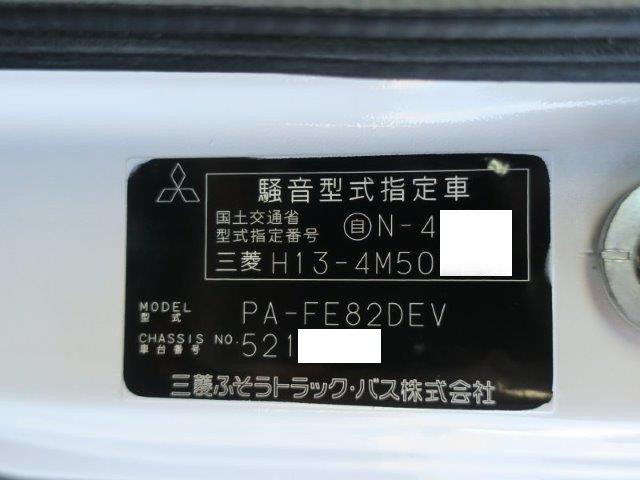 騒音型式指定車
国土交通省
型式指定番号 自 N-4
三菱 H13-4M50
MODEL
型式 PA-FE82DEV
CHASSIS NO.
車台番号 521
三菱ふそうトラック・バス株式会社